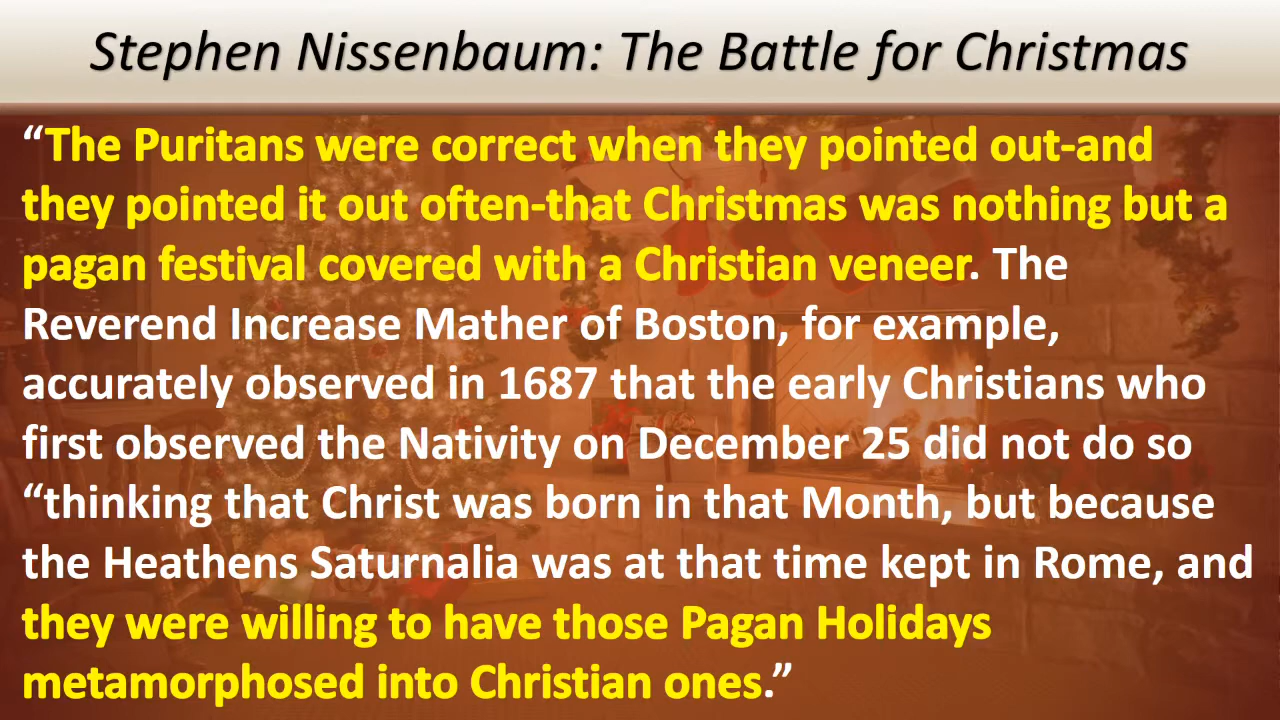 Stephen Nissenbaum: The Battle for Christmas
“The Puritans were correct when they pointed out-and
they pointed it out often-that Christmas was nothing but a
pagan festival covered with a Christian veneer. The
Reverend Increase Mather of Boston, for example,
accurately observed in 1687 that the early Christians who
first observed the Nativity on December 25 did not do so
“thinking that Christ was born in that Month, but because
the Heathens Saturnalia was at that time kept in Rome, and
they were willing to have those Pagan Holidays
metamorphosed into Christian ones.”